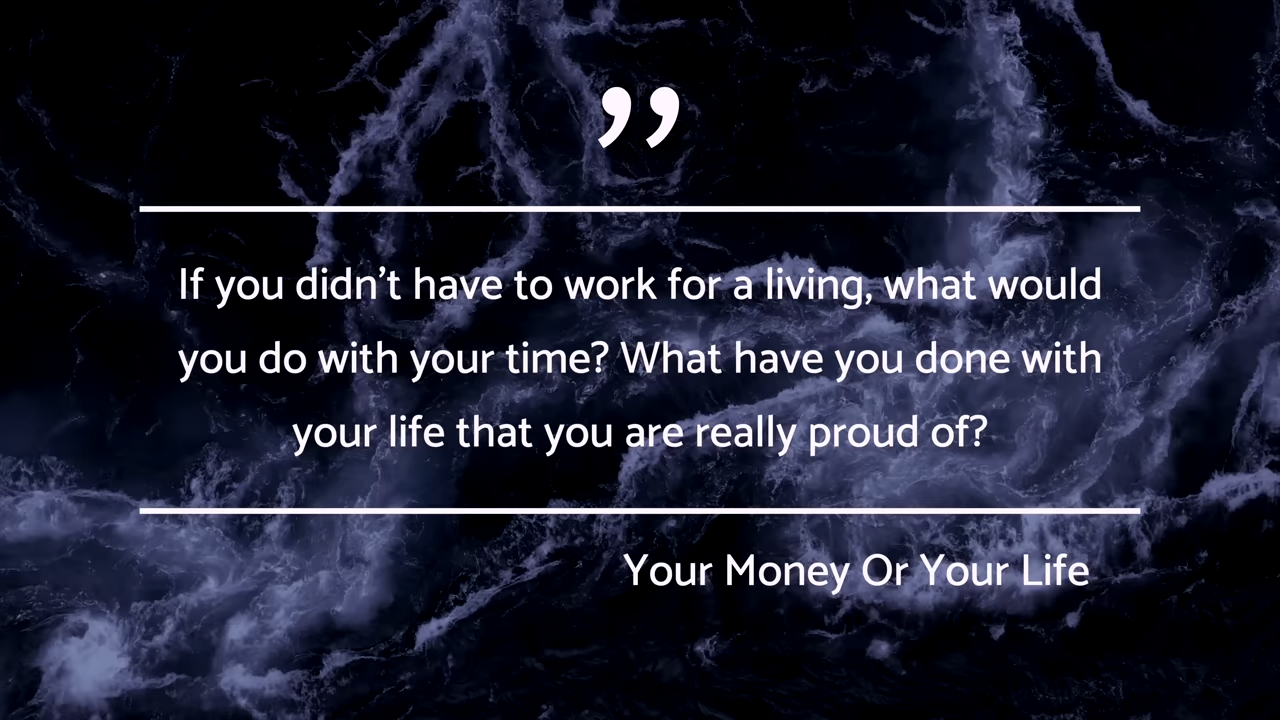 ”
If you didn’t have to work for a living, what would
you do with your time? What have you done with
your life that you are really proud of?
Your Money Or Your Life